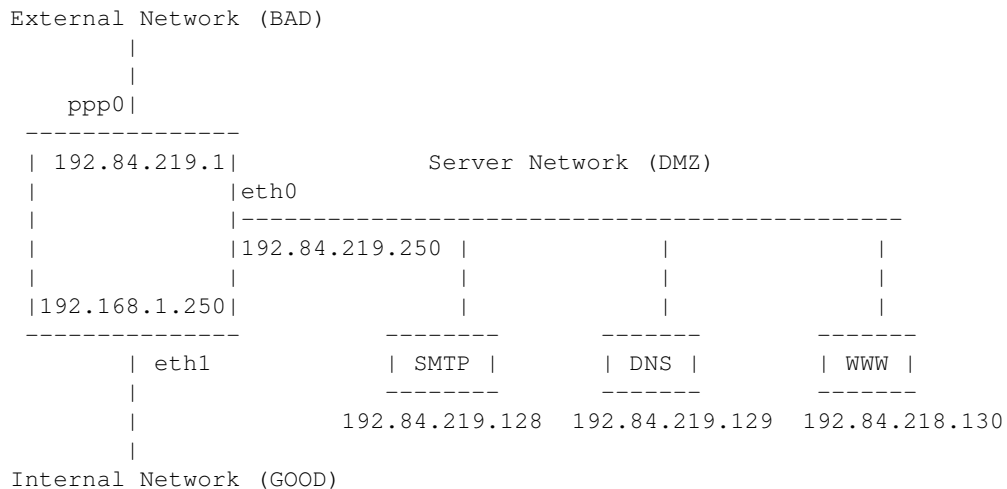 External Network (BAD)
ppp0
192.84.219.1 Server Network (DMZ)
eth0
192.84.219.250
192.168.1.250
eth1 SMTP DNS WWW
192.84.219.128 192.84.219.129 192.84.218.130
Internal Network (GOOD)